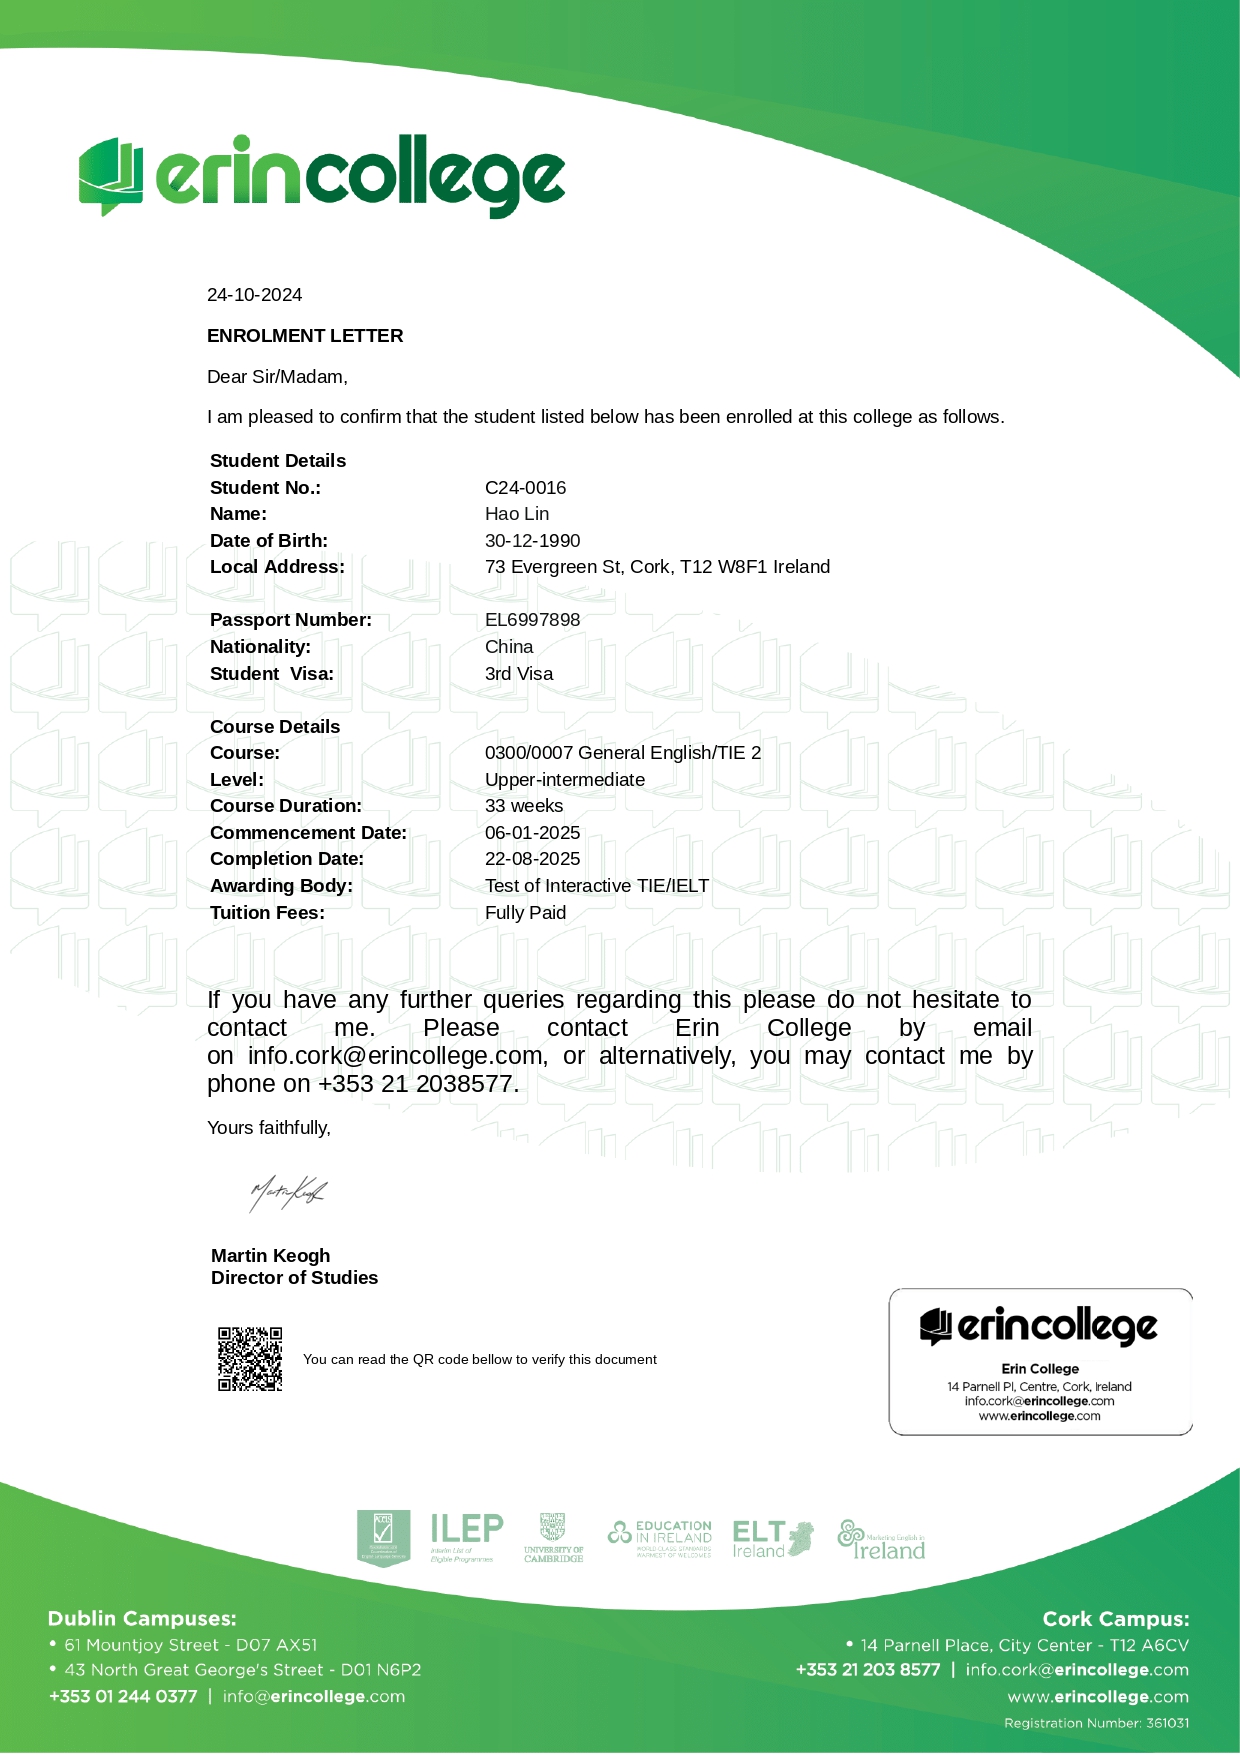 erincollege
24-10-2024
ENROLMENT LETTER
Dear Sir/Madam,
I am pleased to confirm that the student listed below has been enrolled at this college as follows.
Student Details
Student No.: C24-0016
Name: Hao Lin
Date of Birth: 30-12-1990
Local Address: 73 Evergreen St, Cork, T12 W8F1 Ireland
Passport Number: EL6997898
Nationality: China
Student Visa: 3rd Visa
Course Details
Course: 0300/0007 General English/TIE 2
Level: Upper-intermediate
Course Duration: 33 weeks
Commencement Date: 06-01-2025
Completion Date: 22-08-2025
Awarding Body: Test of Interactive TIE/IELT
Tuition Fees: Fully Paid
If you have any further queries regarding this please do not hesitate to
contact me. Please contact Erin College by email
on info.cork@erincollege.com, or alternatively, you may contact me by
phone on +353 21 2038577.
Yours faithfully,
Martin Keogh
Martin Keogh
Director of Studies
You can read the QR code bellow to verify this document
erincollege
Erin College
14 Parnell Pl, Centre, Cork, Ireland
info.cork@erincollege.com
www.erincollege.com
ACELS
ILEP
Interim List of
Eligible Programmes
UNIVERSITY OF
CAMBRIDGE
EDUCATION
IN IRELAND
WORLD CLASS STANDARDS
WARMEST OF WELCOMES
ELT
Ireland
Marketing English in
Ireland
Dublin Campuses:
• 61 Mountjoy Street - D07 AX51
• 43 North Great George's Street - D01 N6P2
+353 01 244 0377 | info@erincollege.com
Cork Campus:
• 14 Parnell Place, City Center - T12 A6CV
+353 21 203 8577 | info.cork@erincollege.com
www.erincollege.com
Registration Number: 361031